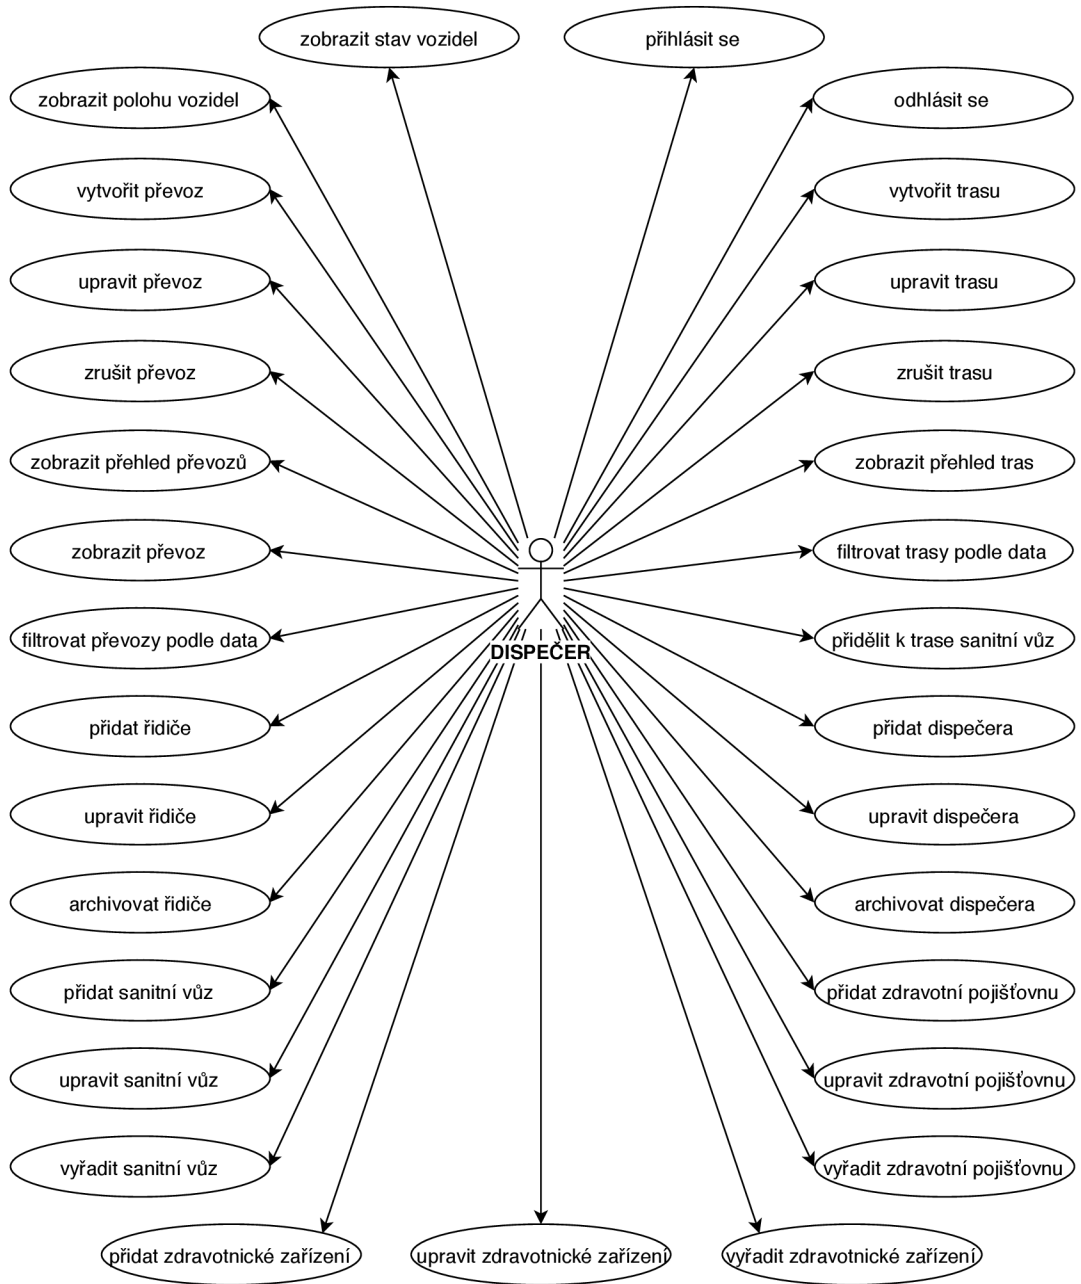 zobrazit stav vozidel
přihlásit se
zobrazit polohu vozidel
odhlásit se
vytvořit převoz
vytvořit trasu
upravit převoz
upravit trasu
zrušit převoz
zrušit trasu
zobrazit přehled převozů
zobrazit přehled tras
zobrazit převoz
filtrovat trasy podle data
filtrovat převozy podle data
přidělit k trase sanitní vůz
DISPEČER
přidat řidiče
přidat dispečera
upravit řidiče
upravit dispečera
archivovat řidiče
archivovat dispečera
přidat sanitní vůz
přidat zdravotní pojišťovnu
upravit sanitní vůz
upravit zdravotní pojišťovnu
vyřadit sanitní vůz
vyřadit zdravotní pojišťovnu
přidat zdravotnické zařízení
upravit zdravotnické zařízení
vyřadit zdravotnické zařízení